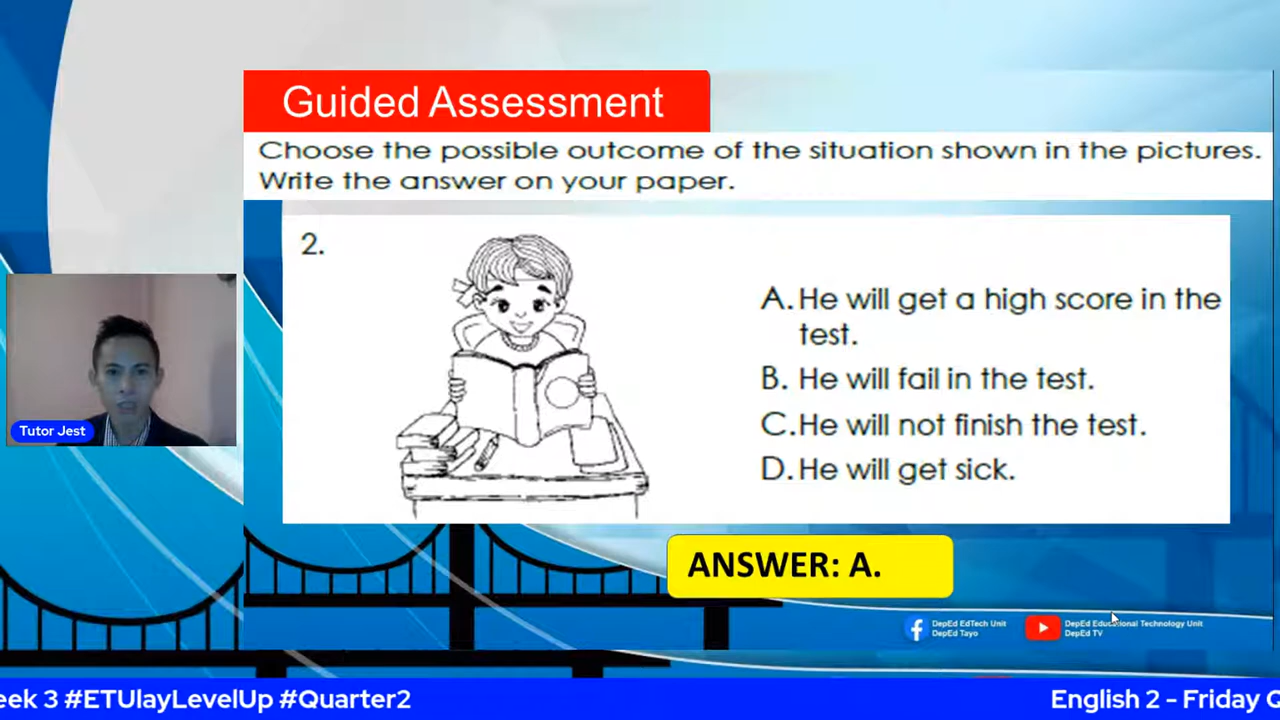 Guided Assessment
Choose the possible outcome of the situation shown in the pictures.
Write the answer on your paper.
2.
A. He will get a high score in the
test.
B. He will fail in the test.
C. He will not finish the test.
D. He will get sick.
Tutor Jest
ANSWER: A.
DepEd EdTech Unit
DepEd Tayo
DepEd Educational Technology Unit
DepEd TV
eek 3 #ETUlayLevelUp #Quarter2
English 2 - Friday